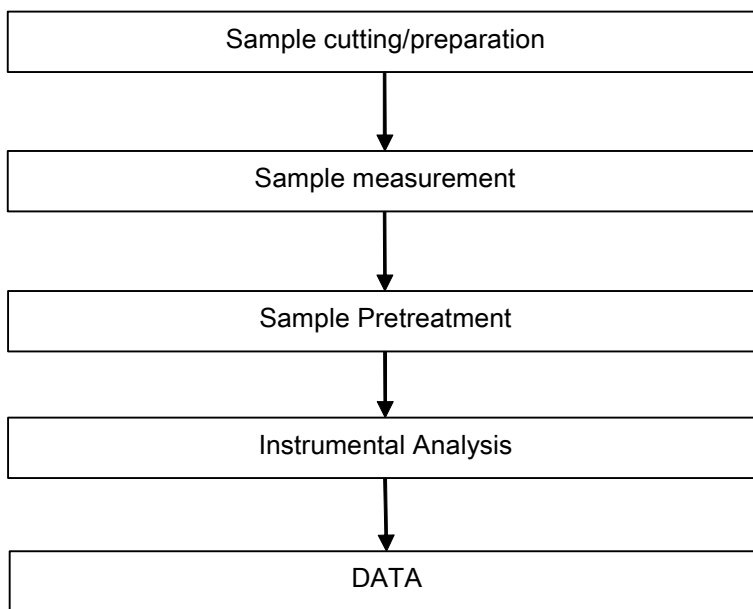 Sample cutting/preparation
Sample measurement
Sample Pretreatment
Instrumental Analysis
DATA